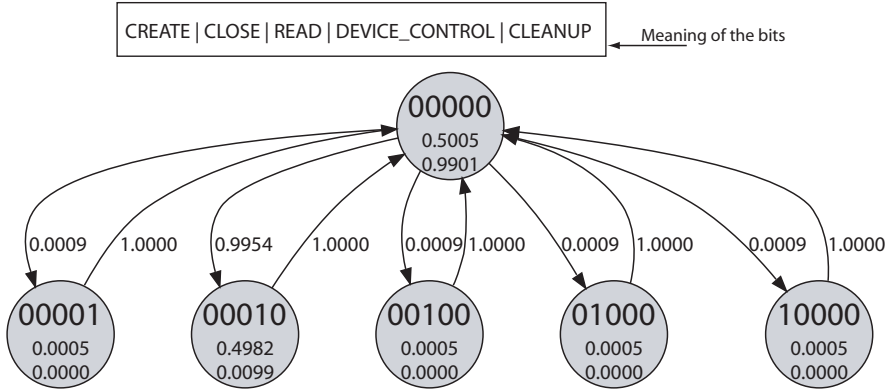 CREATE | CLOSE | READ | DEVICE_CONTROL | CLEANUP
Meaning of the bits
00000
0.5005
0.9901
0.0009 1.0000 0.9954 1.0000 0.0009 1.0000 0.0009 1.0000 0.0009 1.0000
00001 00010 00100 01000 10000
0.0005 0.4982 0.0005 0.0005 0.0005
0.0000 0.0099 0.0000 0.0000 0.0000